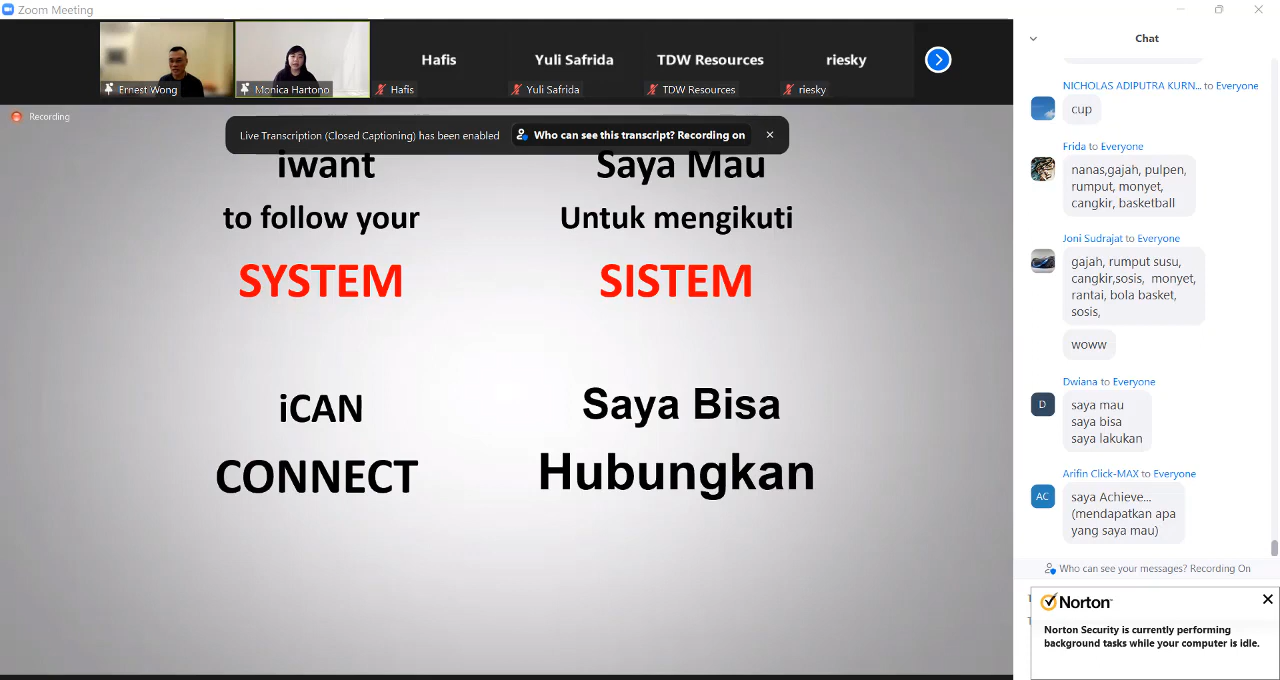 Zoom Meeting
Ernest Wong
Monica Hartono
Hafis
Hafis
Yuli Safrida
Yuli Safrida
TDW Resources
TDW Resources
riesky
riesky
Recording
Live Transcription (Closed Captioning) has been enabled
Who can see this transcript? Recording on
iwant
to follow your
SYSTEM
iCAN
CONNECT
Saya Mau
Untuk mengikuti
SISTEM
Saya Bisa
Hubungkan
Chat
NICHOLAS ADIPUTRA KURN... to Everyone
cup
Frida to Everyone
nanas,gajah, pulpen,
rumput, monyet,
cangkir, basketball
Joni Sudrajat to Everyone
gajah, rumput susu,
cangkir,sosis, monyet,
rantai, bola basket,
sosis,
woww
Dwiana to Everyone
D
saya mau
saya bisa
saya lakukan
Arifin Click-MAX to Everyone
AC
saya Achieve...
(mendapatkan apa
yang saya mau)
Who can see your messages? Recording On
Norton
Norton Security is currently performing
background tasks while your computer is idle.